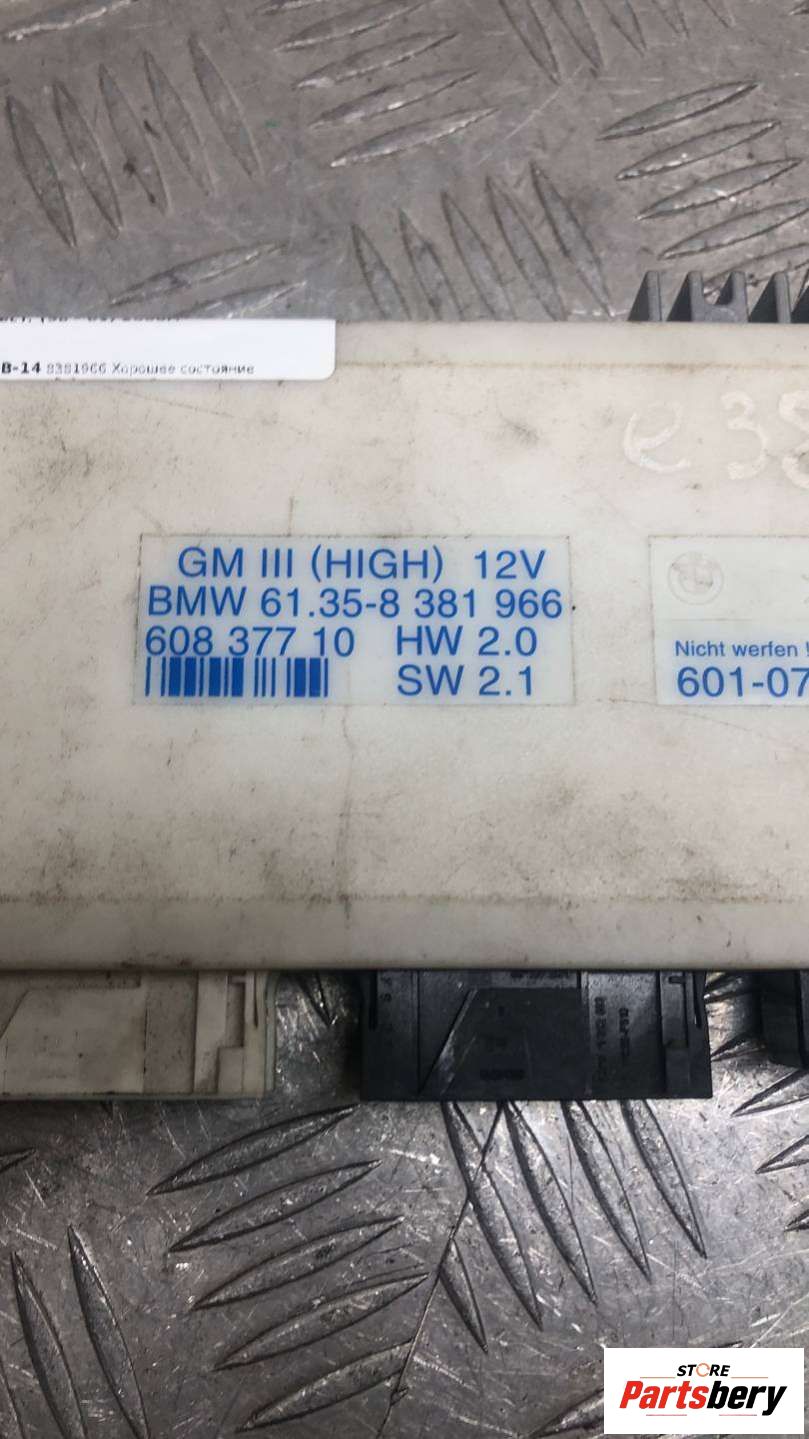 B-14 8381966 Хорошее состояние
e38
GM III (HIGH) 12V
BMW 61.35-8 381 966
608 377 10 HW 2.0
SW 2.1
Nicht werfen !
601-07
STORE
Partsbery